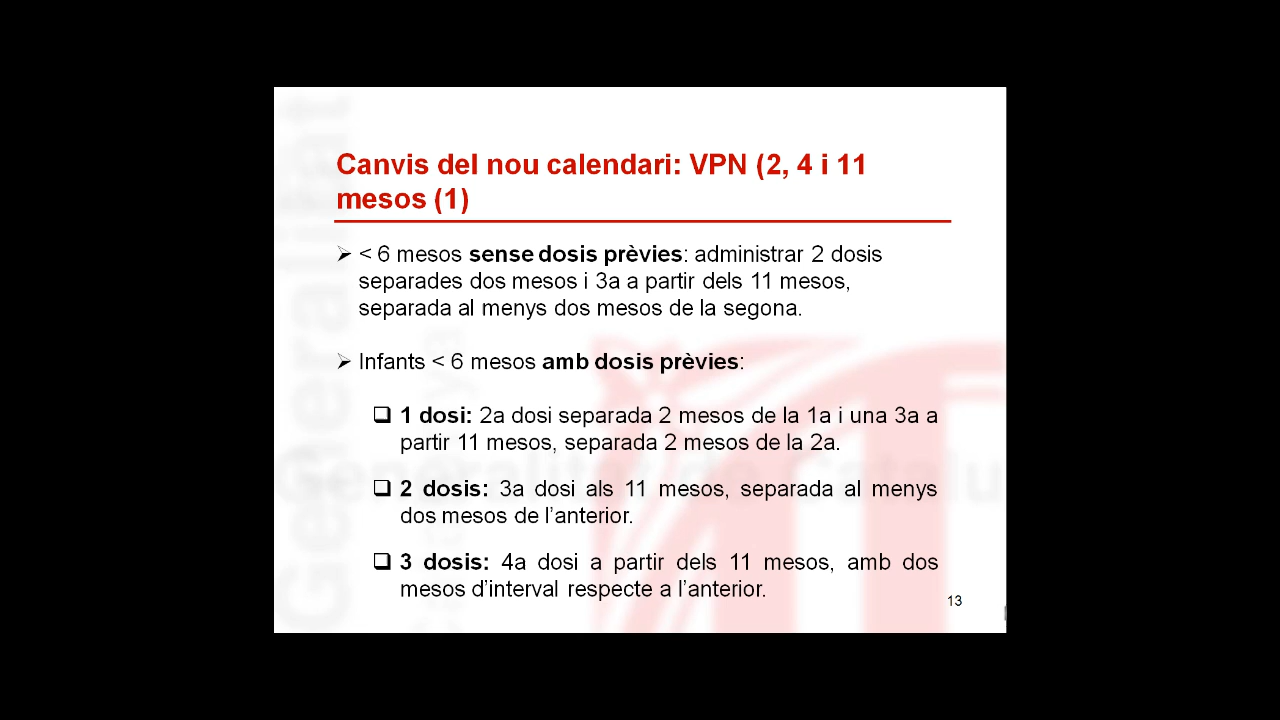 Canvis del nou calendari: VPN (2, 4 i 11
mesos (1)
< 6 mesos sense dosis prèvies: administrar 2 dosis
separades dos mesos i 3a a partir dels 11 mesos,
separada al menys dos mesos de la segona.
Infants < 6 mesos amb dosis prèvies:
1 dosi: 2a dosi separada 2 mesos de la 1a i una 3a a
partir 11 mesos, separada 2 mesos de la 2a.
2 dosis: 3a dosi als 11 mesos, separada al menys
dos mesos de l’anterior.
3 dosis: 4a dosi a partir dels 11 mesos, amb dos
mesos d’interval respecte a l’anterior.
13
Generalitat
Generalitat de Catalu